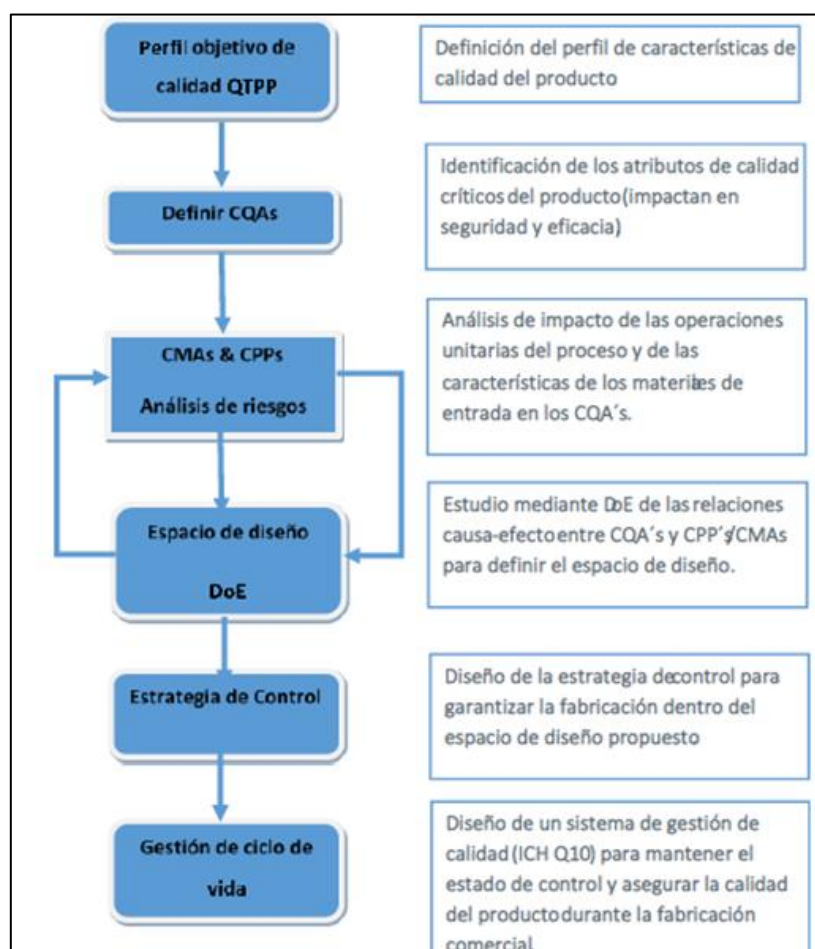 Perfil objetivo de
calidad QTPP
Definición del perfil de características de
calidad del producto
Definir CQAs
Identificación de los atributos de calidad
críticos del producto(impactan en
seguridad y eficacia)
CMAs & CPPs
Análisis de riesgos
Análisis de impacto de las operaciones
unitarias del proceso y de las
características de los materiales de
entrada en los CQA´s.
Espacio de diseño
DoE
Estudio mediante DoE de las relaciones
causa-efecto entre CQA´s y CPP´s/CMAs
para definir el espacio de diseño.
Estrategia de Control
Diseño de la estrategia de control para
garantizar la fabricación dentro del
espacio de diseño propuesto
Gestión de ciclo de
vida
Diseño de un sistema de gestión de
calidad (ICH Q10) para mantener el
estado de control y asegurar la calidad
del producto durante la fabricación
comercial.